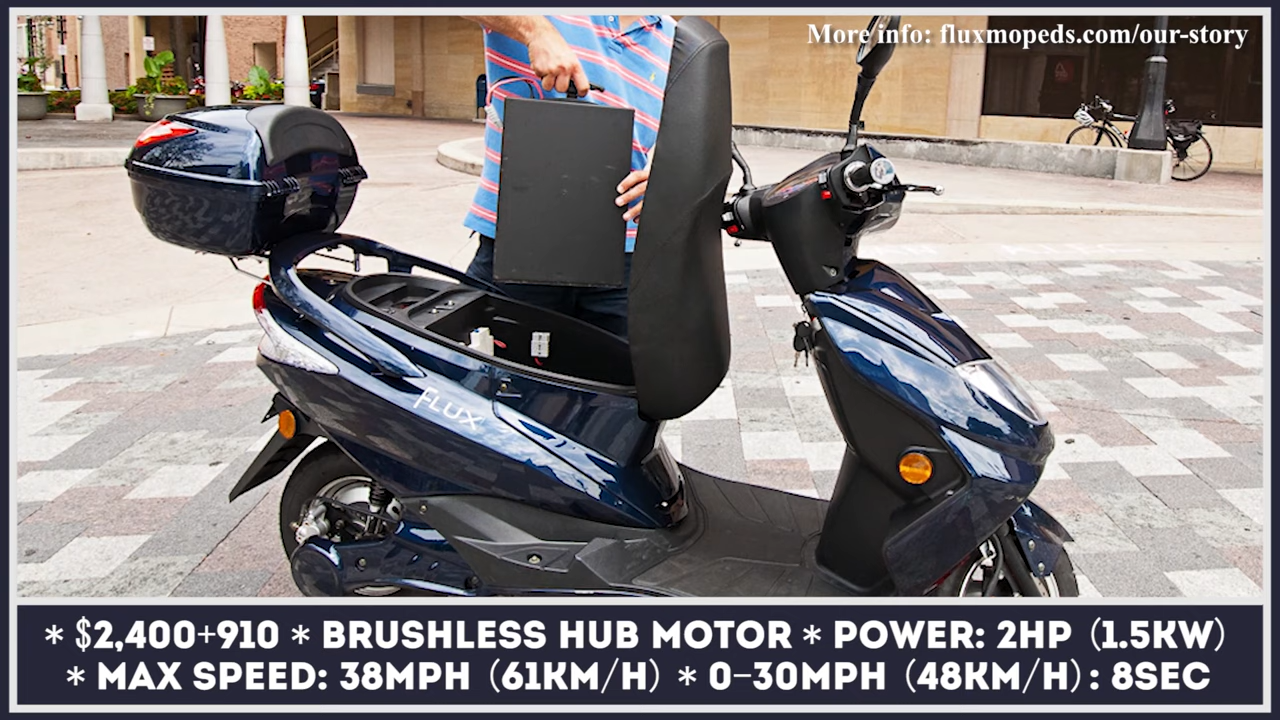 More info: fluxmopeds.com/our-story
FLUX
* $2,400+910 * BRUSHLESS HUB MOTOR * POWER: 2HP (1.5KW)
* MAX SPEED: 38MPH (61KM/H) * 0-30MPH (48KM/H): 8SEC